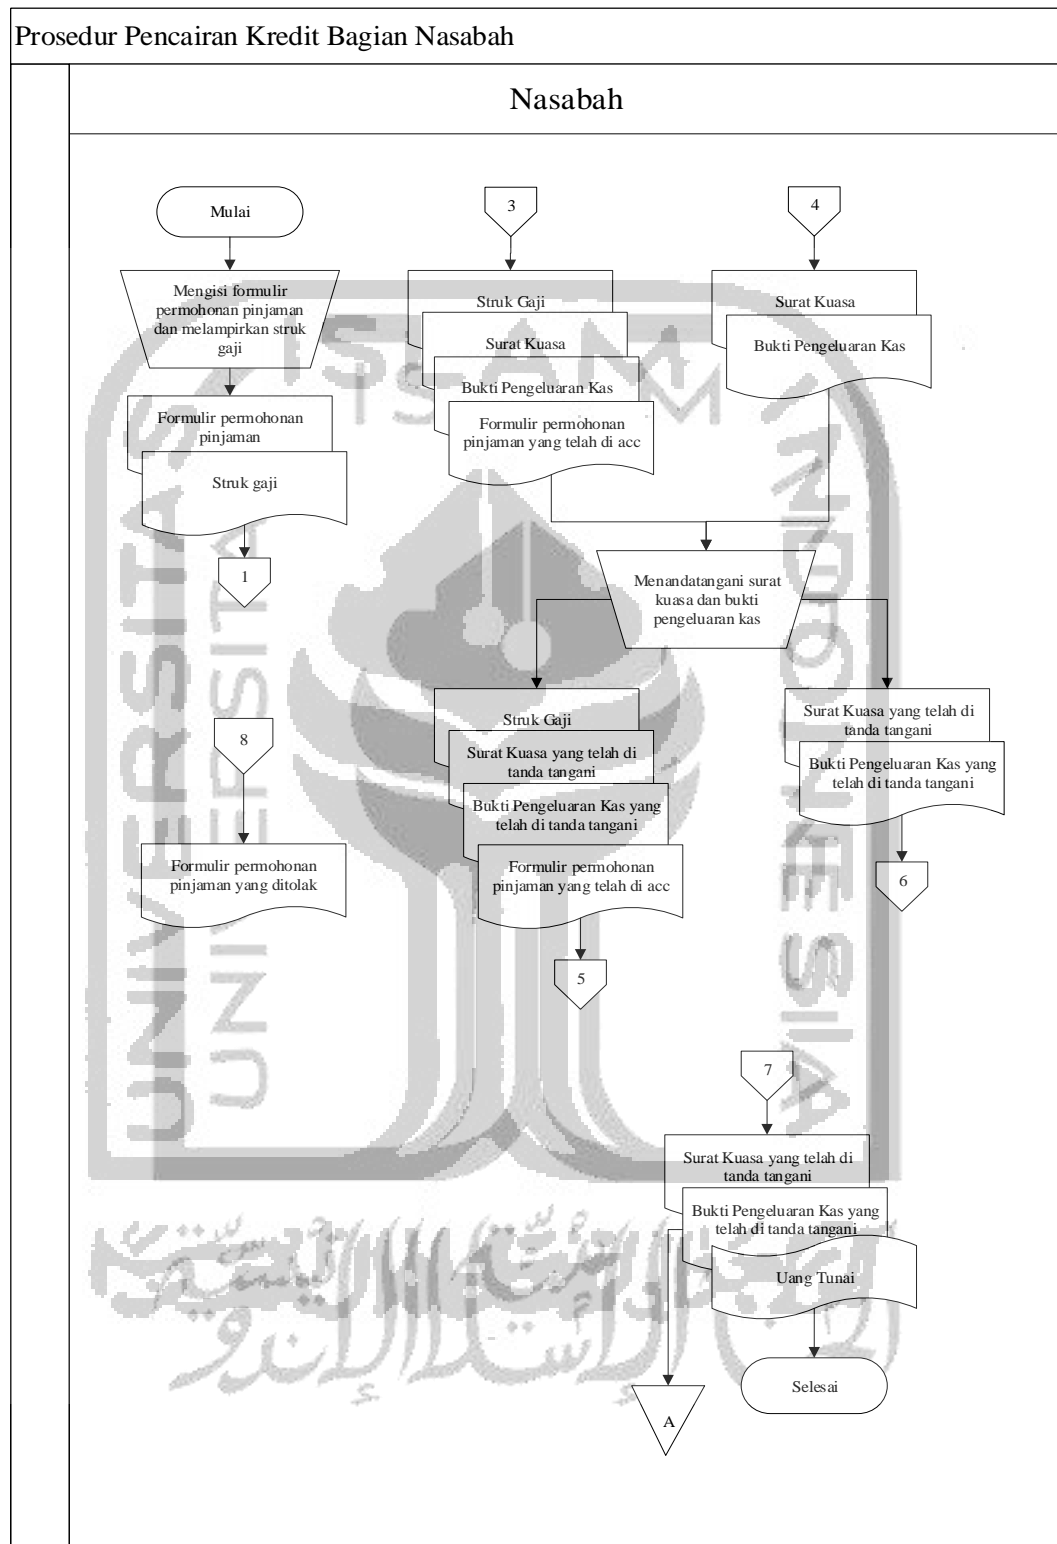 Prosedur Pencairan Kredit Bagian Nasabah
Nasabah
Mulai
Mengisi formulir
permohonan pinjaman
dan melampirkan struk
gaji
Formulir permohonan
pinjaman
Struk gaji
1
8
Formulir permohonan
pinjaman yang ditolak
3
Struk Gaji
Surat Kuasa
Bukti Pengeluaran Kas
Formulir permohonan
pinjaman yang telah di acc
4
Surat Kuasa
Bukti Pengeluaran Kas
Menandatangani surat
kuasa dan bukti
pengeluaran kas
Struk Gaji
Surat Kuasa yang telah di
tanda tangani
Bukti Pengeluaran Kas yang
telah di tanda tangani
Formulir permohonan
pinjaman yang telah di acc
5
Surat Kuasa yang telah di
tanda tangani
Bukti Pengeluaran Kas yang
telah di tanda tangani
6
7
Surat Kuasa yang telah di
tanda tangani
Bukti Pengeluaran Kas yang
telah di tanda tangani
Uang Tunai
A
Selesai
UNIVERSITAS
ISLAM
INDONESIA